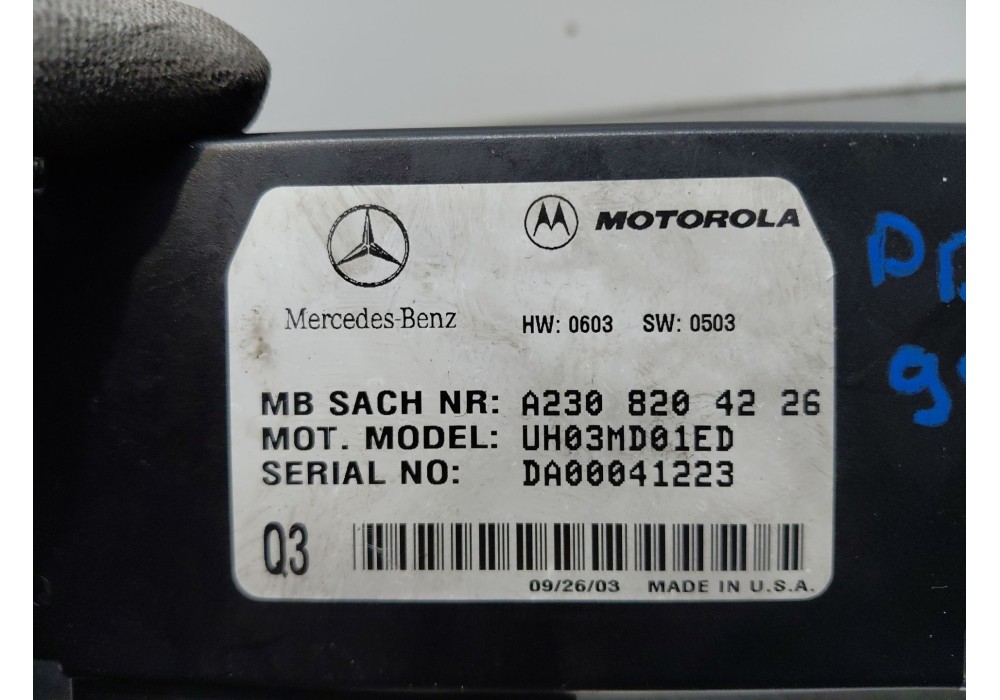 MOTOROLA
Mercedes-Benz
HW: 0603 SW: 0503
MB SACH NR: A230 820 42 26
MOT. MODEL: UH03MD01ED
SERIAL NO: DA00041223
Q3
09/26/03 MADE IN U.S.A.